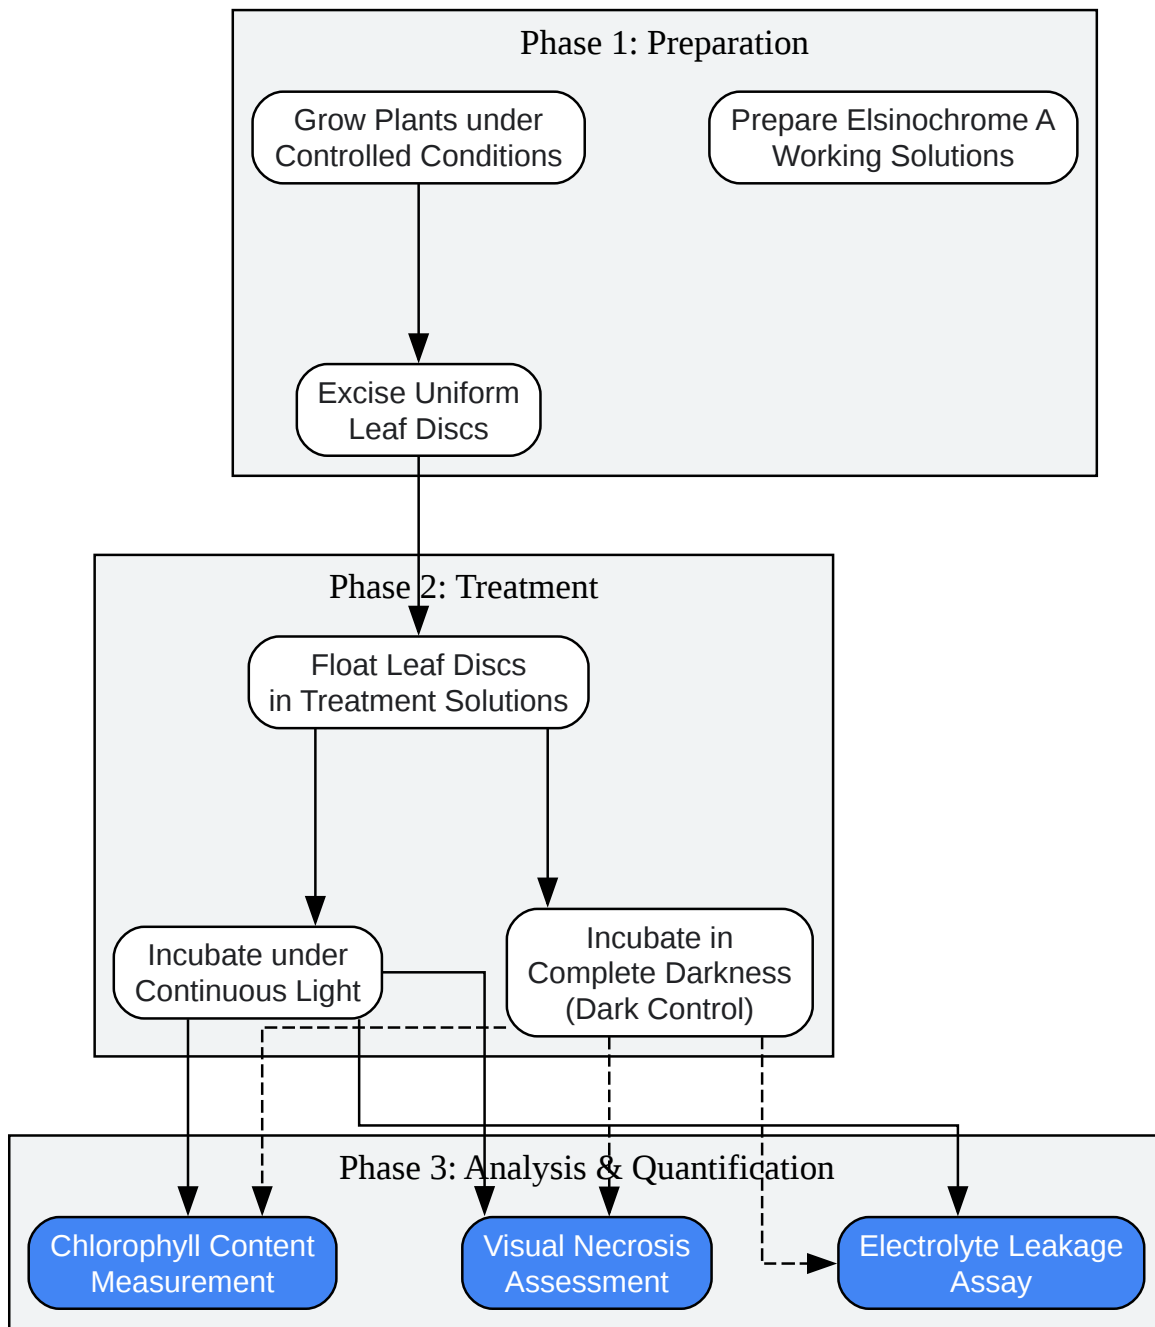 Phase 1: Preparation
Grow Plants under
Controlled Conditions
Prepare Elsinochrome A
Working Solutions
Excise Uniform
Leaf Discs
Phase 2: Treatment
Float Leaf Discs
in Treatment Solutions
Incubate under
Continuous Light
Incubate in
Complete Darkness
(Dark Control)
Phase 3: Analysis & Quantification
Chlorophyll Content
Measurement
Visual Necrosis
Assessment
Electrolyte Leakage
Assay